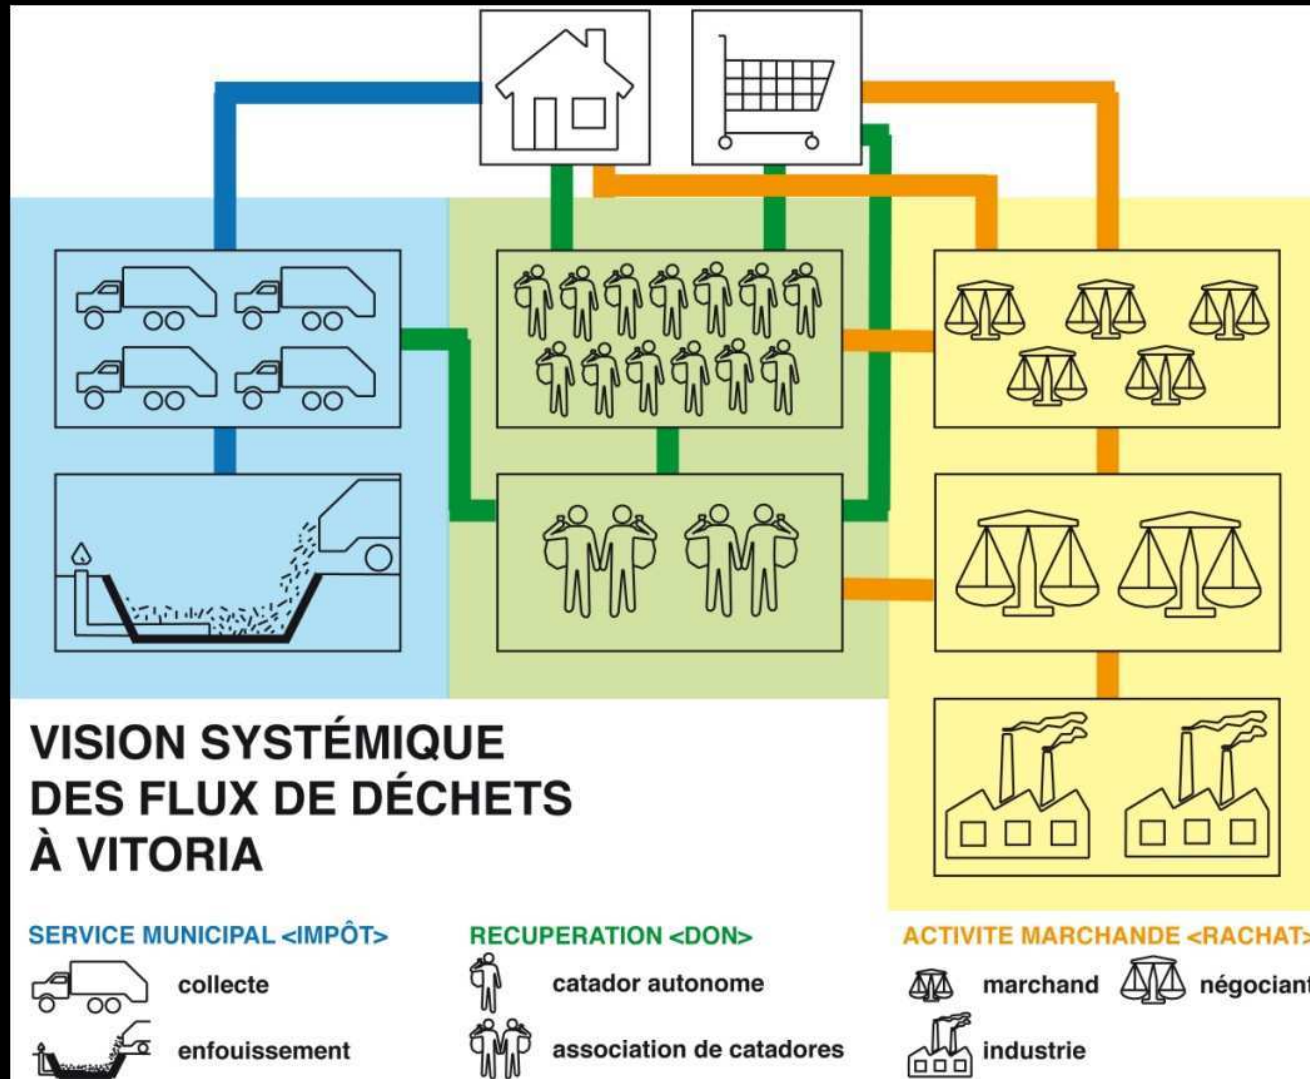 VISION SYSTÉMIQUE
DES FLUX DE DÉCHETS
À VITORIA
SERVICE MUNICIPAL <IMPÔT>
collecte
enfouissement
RECUPERATION <DON>
catador autonome
association de catadores
ACTIVITE MARCHANDE <RACHAT>
marchand négociant
industrie